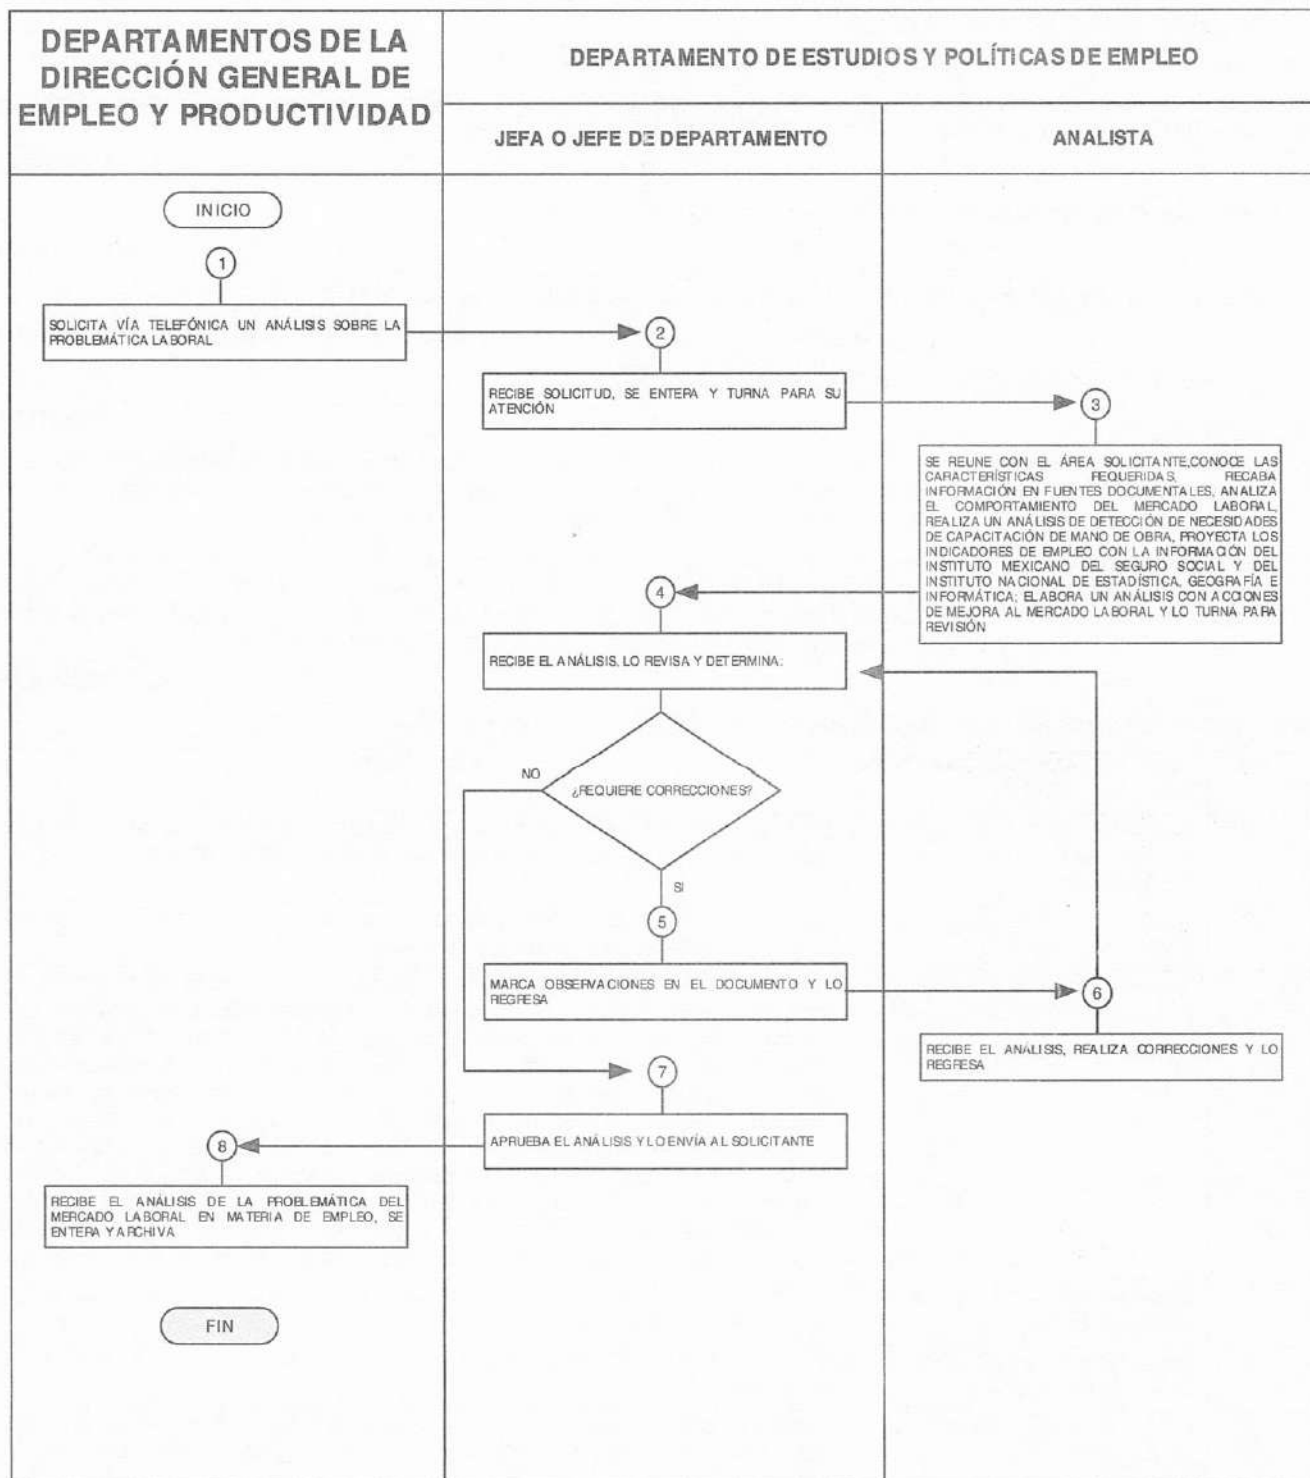 DEPARTAMENTOS DE LA
DIRECCIÓN GENERAL DE
EMPLEO Y PRODUCTIVIDAD
DEPARTAMENTO DE ESTUDIOS Y POLÍTICAS DE EMPLEO
JEFA O JEFE DE DEPARTAMENTO
ANALISTA
INICIO
1
SOLICITA VÍA TELEFÓNICA UN ANÁLISIS SOBRE LA
PROBLEMÁTICA LABORAL
2
RECIBE SOLICITUD, SE ENTERA Y TURNA PARA SU
ATENCIÓN
3
SE REUNE CON EL ÁREA SOLICITANTE,CONOCE LAS
CARACTERÍSTICAS REQUERIDAS, RECABA
INFORMACIÓN EN FUENTES DOCUMENTALES, ANALIZA
EL COMPORTAMIENTO DEL MERCADO LABORAL,
REALIZA UN ANÁLISIS DE DETECCIÓN DE NECESIDADES
DE CAPACITACIÓN DE MANO DE OBRA, PROYECTA LOS
INDICADORES DE EMPLEO CON LA INFORMACIÓN DEL
INSTITUTO MEXICANO DEL SEGURO SOCIAL Y DEL
INSTITUTO NACIONAL DE ESTADÍSTICA, GEOGRAFÍA E
INFORMÁTICA; ELABORA UN ANÁLISIS CON ACCIONES
DE MEJORA AL MERCADO LABORAL Y LO TURNA PARA
REVISIÓN
4
RECIBE EL ANÁLISIS, LO REVISA Y DETERMINA:
¿REQUIERE CORRECCIONES?
NO
SI
5
MARCA OBSERVACIONES EN EL DOCUMENTO Y LO
REGRESA
6
RECIBE EL ANÁLISIS, REALIZA CORRECCIONES Y LO
REGRESA
7
APRUEBA EL ANÁLISIS Y LO ENVÍA AL SOLICITANTE
8
RECIBE EL ANÁLISIS DE LA PROBLEMÁTICA DEL
MERCADO LABORAL EN MATERIA DE EMPLEO, SE
ENTERA Y ARCHIVA
FIN